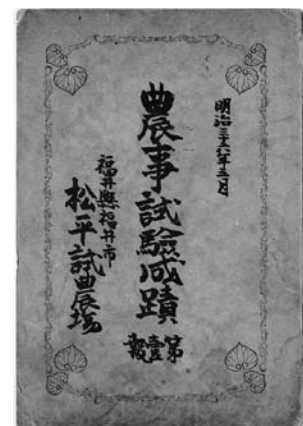 明治三十六年三月
農事試驗成蹟
第壹報
福井縣福井市
松平試農場